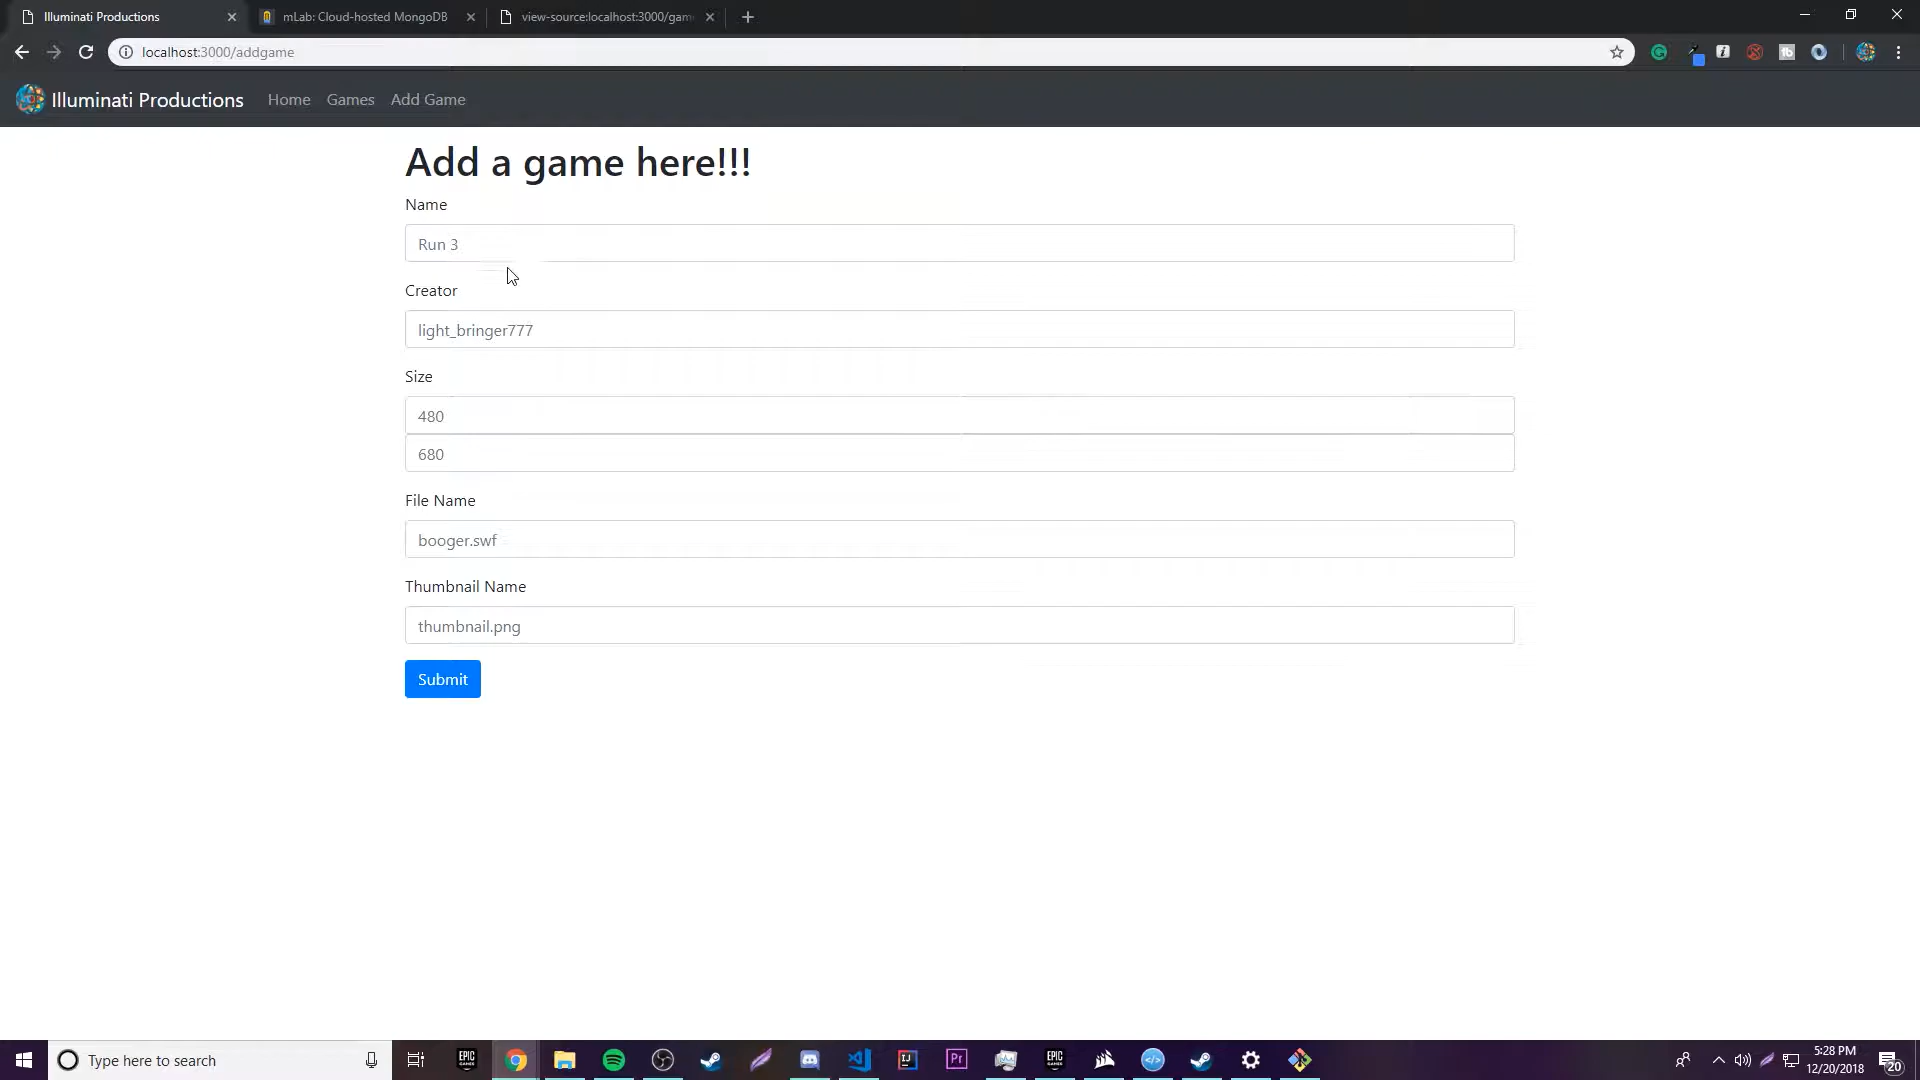 Illuminati Productions
mLab: Cloud-hosted MongoDB
view-source:localhost:3000/gam
localhost:3000/addgame
Illuminati Productions
Home
Games
Add Game
Add a game here!!!
Name
Run 3
Creator
light_bringer777
Size
480
680
File Name
booger.swf
Thumbnail Name
thumbnail.png
Submit
Type here to search
5:28 PM
12/20/2018
20